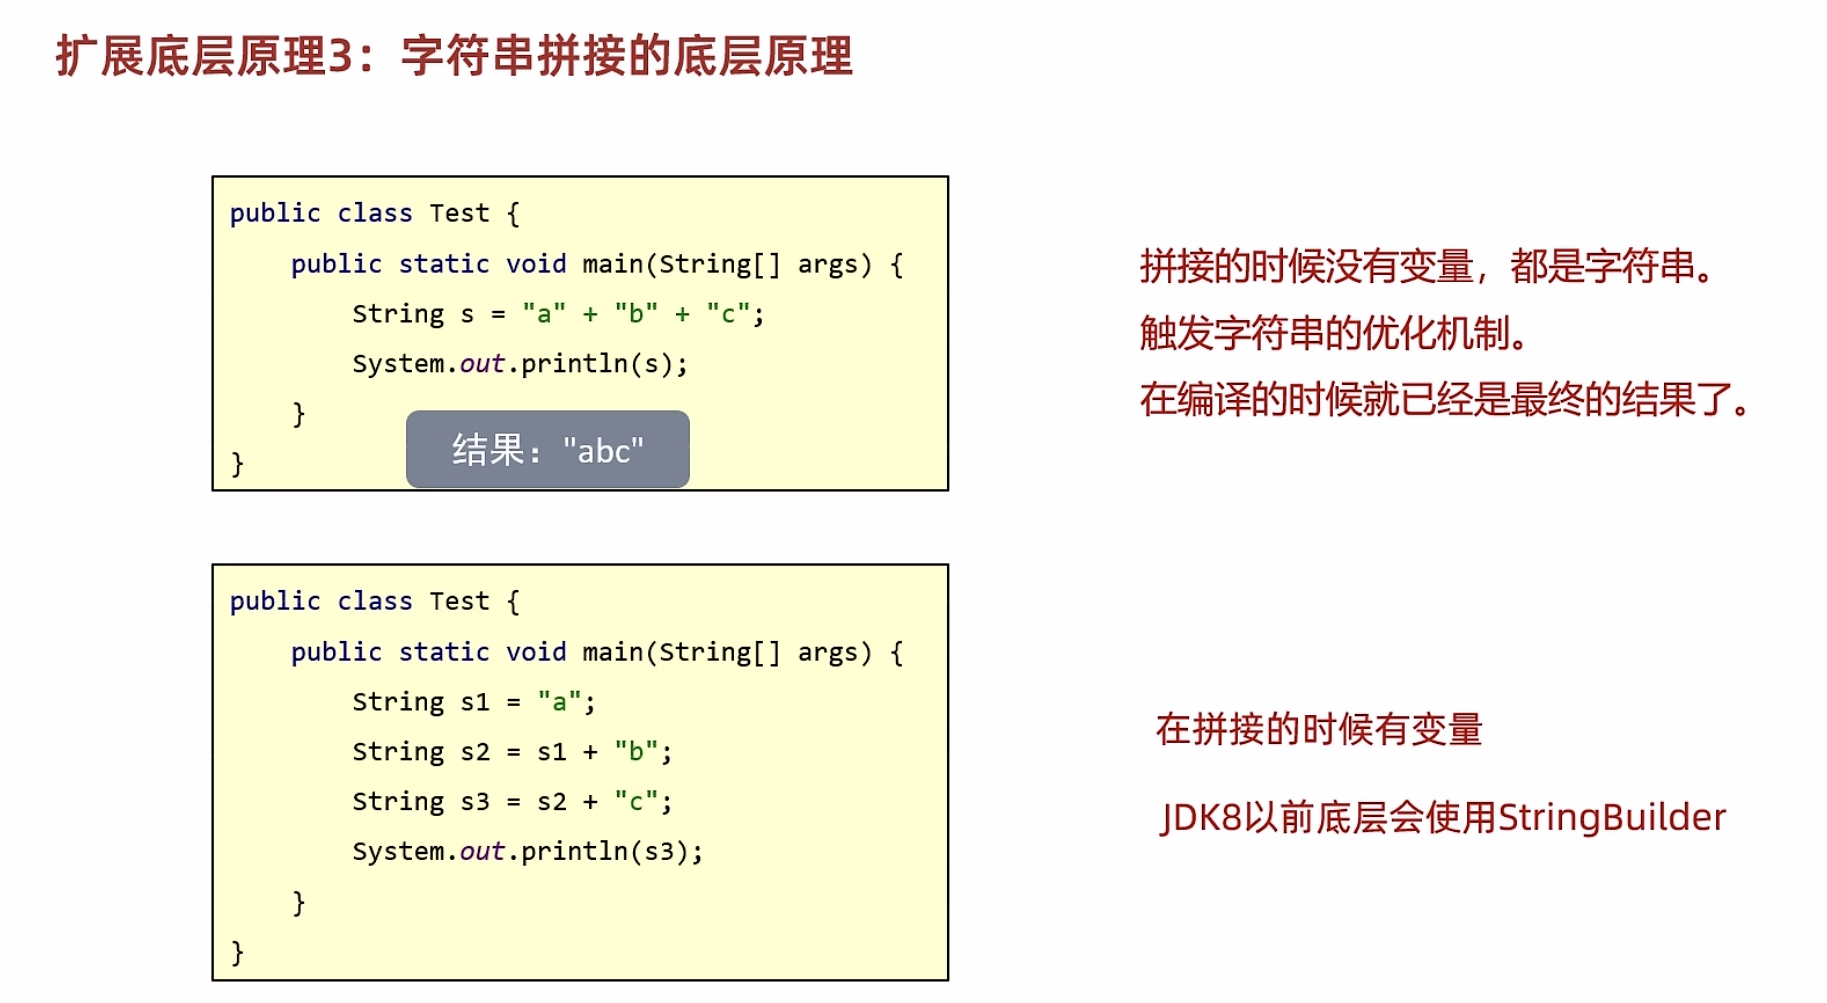 扩展底层原理3：字符串拼接的底层原理
public class Test {
public static void main(String[] args) {
String s = "a" + "b" + "c";
System.out.println(s);
}
}
结果："abc"
拼接的时候没有变量，都是字符串。
触发字符串的优化机制。
在编译的时候就已经是最终的结果了。
public class Test {
public static void main(String[] args) {
String s1 = "a";
String s2 = s1 + "b";
String s3 = s2 + "c";
System.out.println(s3);
}
}
在拼接的时候有变量
JDK8以前底层会使用StringBuilder